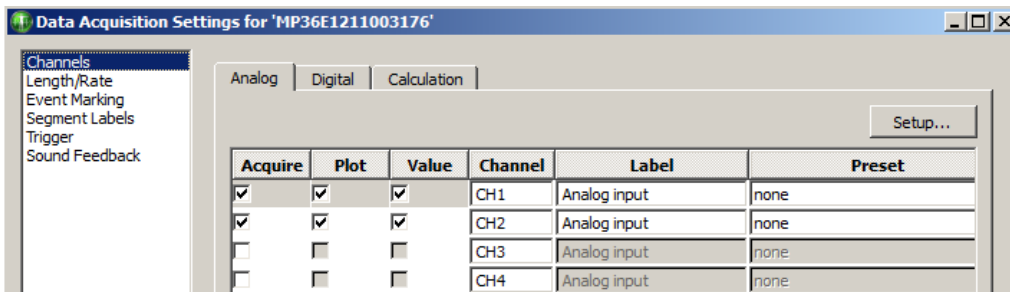 Data Acquisition Settings for 'MP36E1211003176'
Channels
Length/Rate
Event Marking
Segment Labels
Trigger
Sound Feedback
Analog Digital Calculation
Setup...
Acquire Plot Value Channel Label Preset
CH1 Analog input none
CH2 Analog input none
CH3 Analog input none
CH4 Analog input none